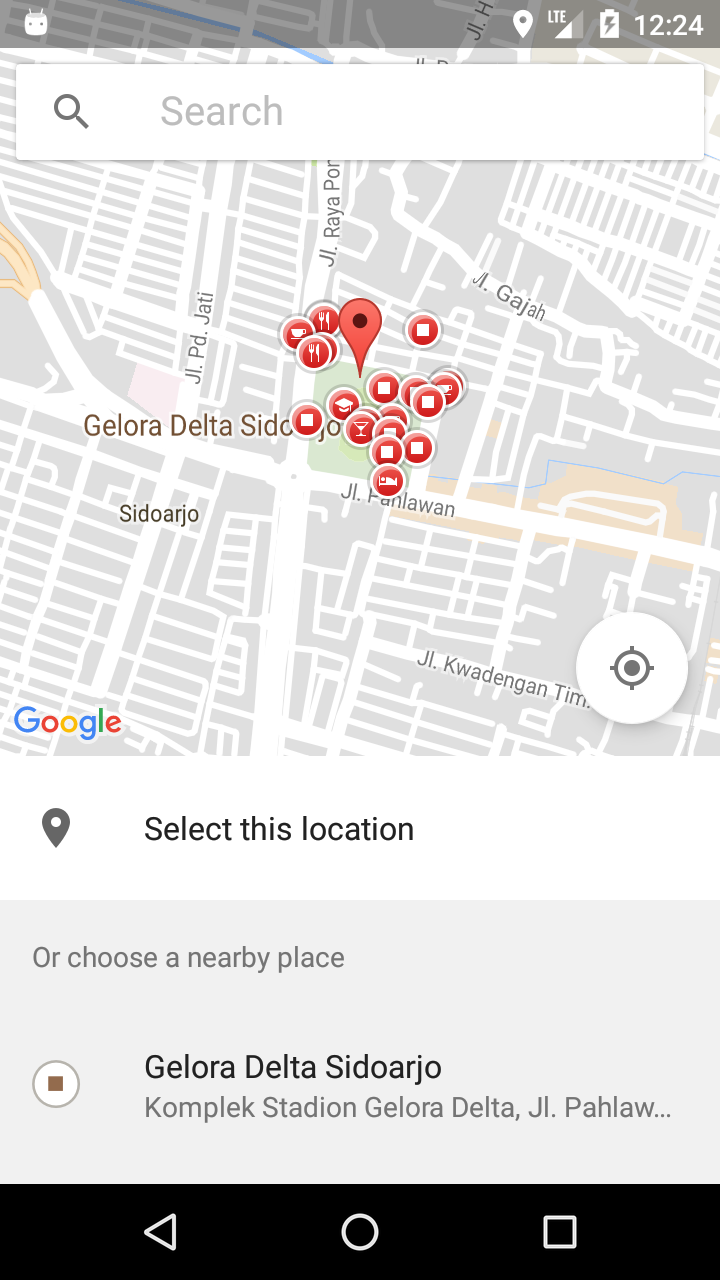 LTE
12:24
Search
Jl. H
Jl. Raya Por
Jl. Gajah
Jl. Pd. Jati
Gelora Delta Sido
jo
Jl. Pahlawan
Sidoarjo
Jl. Kwadengan Tim.
Google
Select this location
Or choose a nearby place
Gelora Delta Sidoarjo
Komplek Stadion Gelora Delta, Jl. Pahlaw...